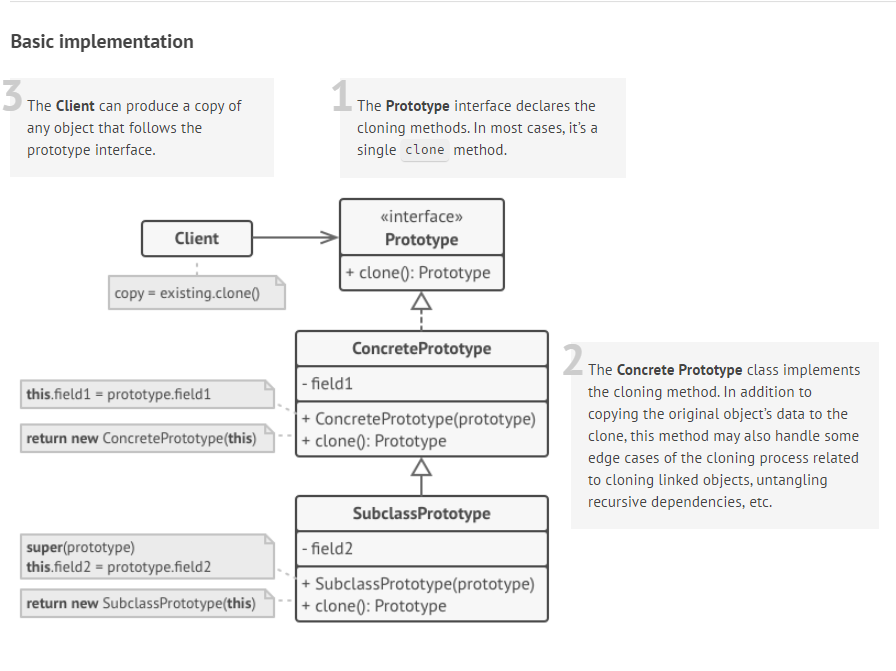 Basic implementation
3
The Client can produce a copy of
any object that follows the
prototype interface.
1
The Prototype interface declares the
cloning methods. In most cases, it's a
single clone method.
Client
«interface»
Prototype
+ clone(): Prototype
copy = existing.clone()
ConcretePrototype
- field1
+ ConcretePrototype(prototype)
+ clone(): Prototype
this.field1 = prototype.field1
return new ConcretePrototype(this)
2
The Concrete Prototype class implements
the cloning method. In addition to
copying the original object's data to the
clone, this method may also handle some
edge cases of the cloning process related
to cloning linked objects, untangling
recursive dependencies, etc.
SubclassPrototype
- field2
+ SubclassPrototype(prototype)
+ clone(): Prototype
super(prototype)
this.field2 = prototype.field2
return new SubclassPrototype(this)